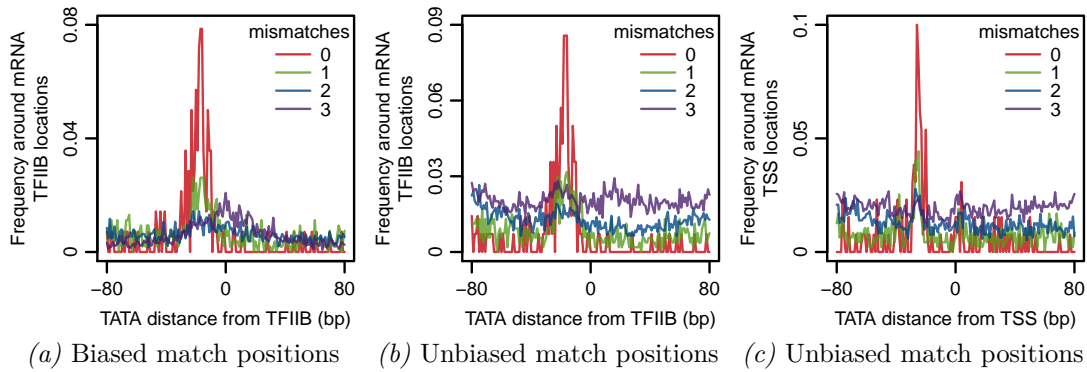 Frequency around mRNA
TFIIB locations
0.08
0.04
0
mismatches
0
1
2
3
−80
0
80
TATA distance from TFIIB (bp)
(a) Biased match positions
Frequency around mRNA
TFIIB locations
0.09
0.06
0.03
0
mismatches
0
1
2
3
−80
0
80
TATA distance from TFIIB (bp)
(b) Unbiased match positions
Frequency around mRNA
TSS locations
0.1
0.05
0
mismatches
0
1
2
3
−80
0
80
TATA distance from TSS (bp)
(c) Unbiased match positions